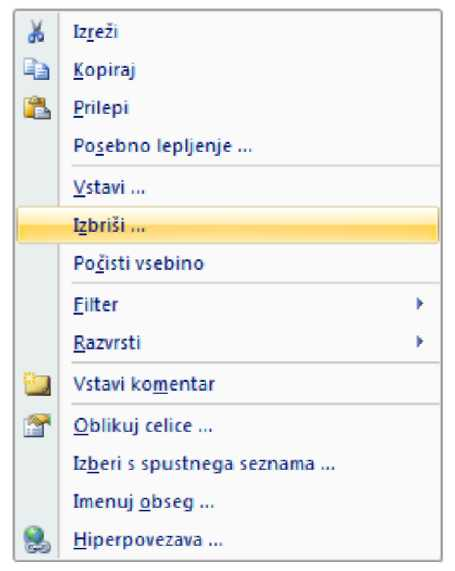 Izreži
Kopiraj
Prilepi
Posebno lepljenje ...
Vstavi ...
Izbriši ...
Počisti vsebino
Filter
Razvrsti
Vstavi komentar
Oblikuj celice ...
Izberi s spustnega seznama ...
Imenuj obseg ...
Hiperpovezava ...